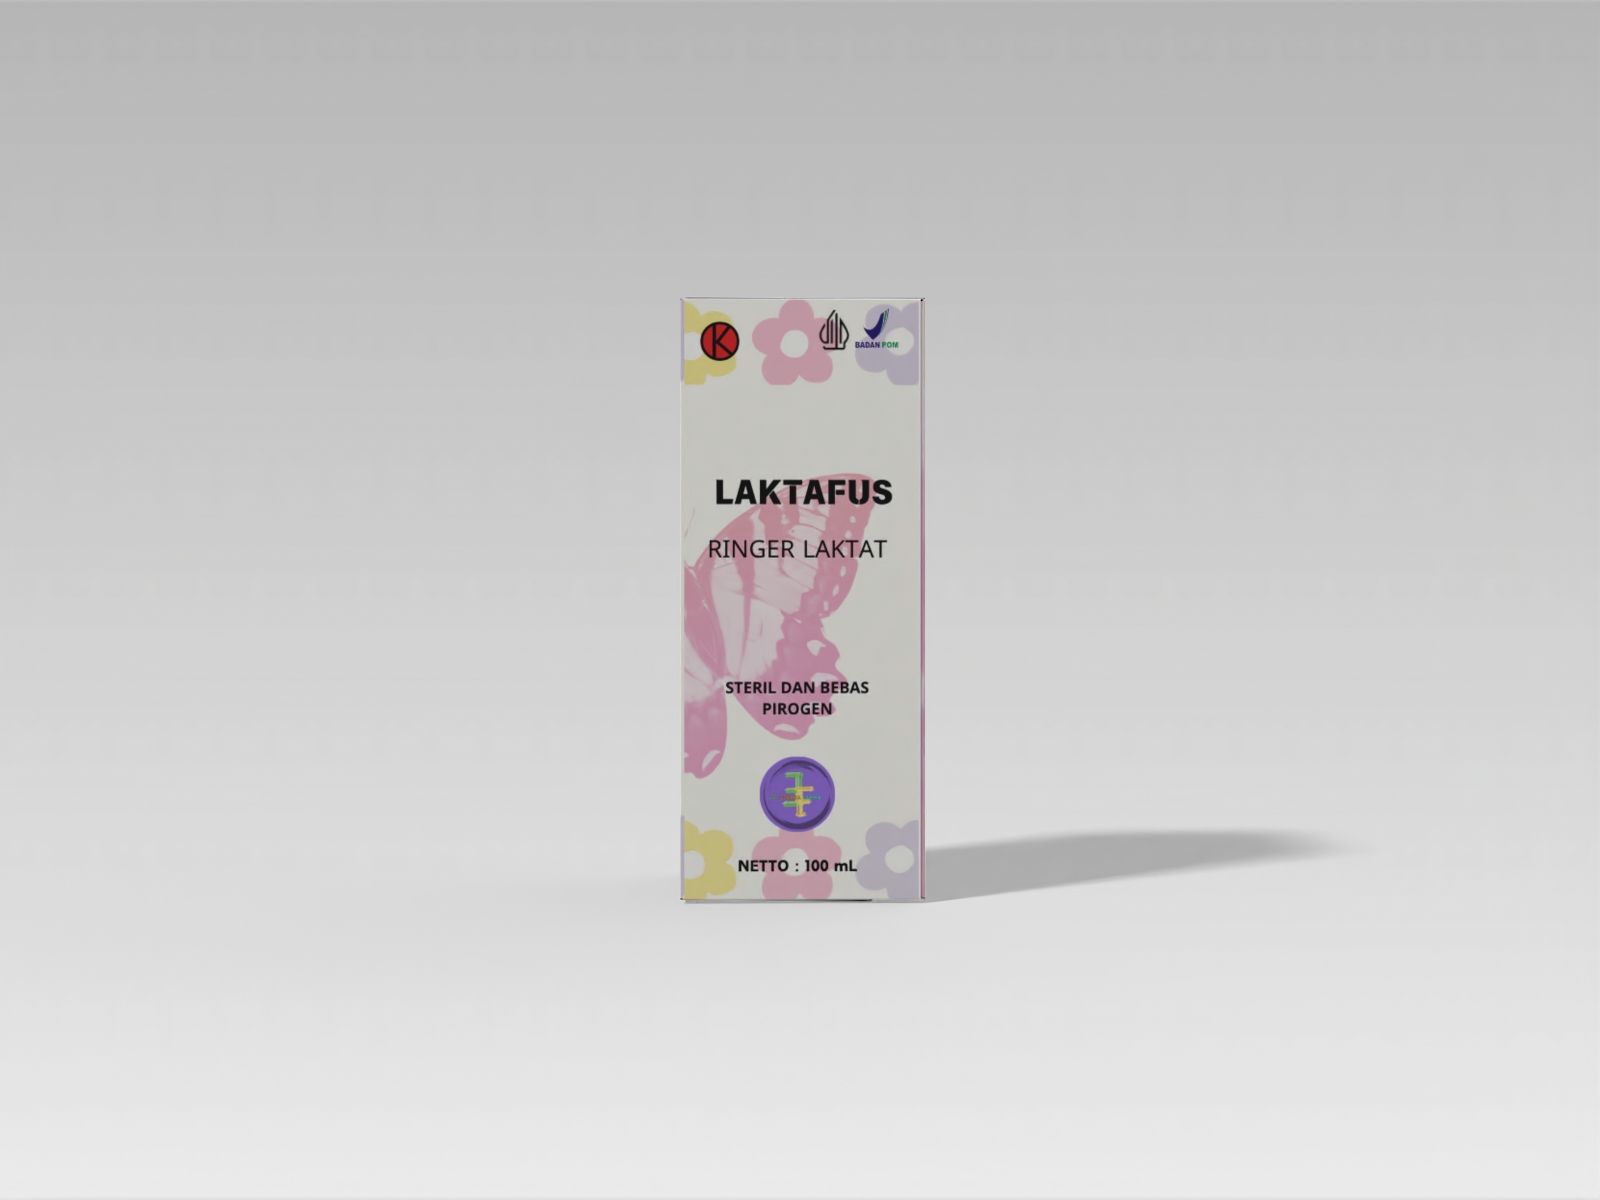 K
BADAN POM
LAKTAFUS
RINGER LAKTAT
STERIL DAN BEBAS
PIROGEN
NETTO : 100 mL